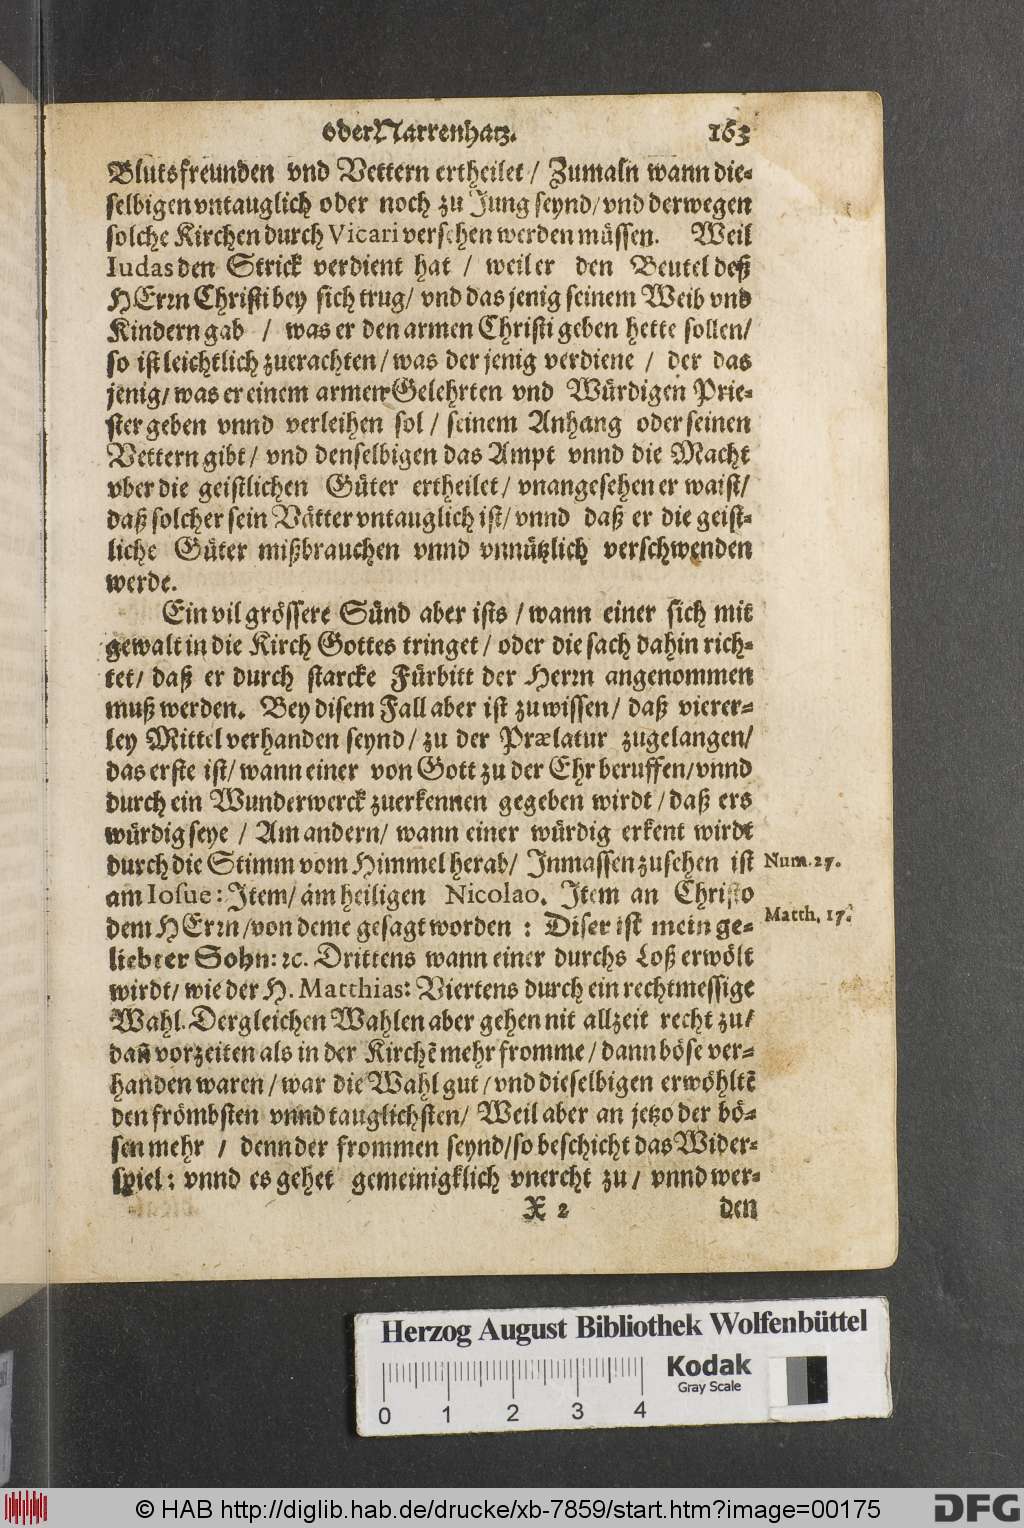 oder Narrenhatz. 163
Blutsfreunden vnd Vettern ertheilet / Zumaln wann die-
selbigen vntauglich oder noch zu Jung seynd / vnd derwegen
solche Kirchen durch Vicari versehen werden müssen. Weil
Iudas den Strick verdient hat / weil er den Beutel deß
HErrn Christi bey sich trug / vnd das jenig seinem Weib vnd
Kindern gab / was er den armen Christi geben hette sollen /
so ist leichtlich zuerachten / was der jenig verdiene / der das
jenig / was er einem armen Gelehrten vnd Würdigen Prie-
ster geben vnnd verleihen sol / seinem Anhang oder seinen
Vettern gibt / vnd denselbigen das Ampt vnnd die Macht
vber die geistlichen Güter ertheilet / vnangesehen er waist /
daß solcher sein Vätter vntauglich ist / vnnd daß er die geist-
liche Güter mißbrauchen vnnd vnnützlich verschwenden
werde.
Ein vil grössere Sünd aber ists / wann einer sich mit
gewalt in die Kirch Gottes tringet / oder die sach dahin rich-
tet / daß er durch starcke Fürbitt der Herrn angenommen
muß werden. Bey disem Fall aber ist zu wissen / daß vierer-
ley Mittel verhanden seynd / zu der Prælatur zugelangen /
das erste ist / wann einer von Gott zu der Ehr beruffen / vnnd
durch ein Wunderwerck zuerkennen gegeben wirdt / daß ers
würdig seye / Am andern / wann einer würdig erkent wirdt
durch die Stimm vom Himmel herab / Inmassen zusehen ist
Num. 27.
am Iosue: Item / am heiligen Nicolao. Item an Christo
dem HErrn / von deme gesagt worden : Diser ist mein ge-
Matth. 17.
liebter Sohn: ꝛc. Drittens wann einer durchs Loß erwölt
wirdt / wie der H. Matthias: Viertens durch ein rechtmessige
Wahl. Dergleichen Wahlen aber gehen nit allzeit recht zu /
dañ vorzeiten als in der Kirchẽ mehr fromme / dann böse ver-
handen waren / war die Wahl gut / vnd dieselbigen erwöhltẽ
den frömbsten vnnd tauglichsten / Weil aber an jetzo der bö-
sen mehr / denn der frommen seynd / so beschicht das Wider-
spiel : vnnd es gehet gemeinigklich vnercht zu / vnnd wer-
X 2 den
Herzog August Bibliothek Wolfenbüttel
Kodak
Gray Scale
0 1 2 3 4
© HAB http://diglib.hab.de/drucke/xb-7859/start.htm?image=00175
DFG